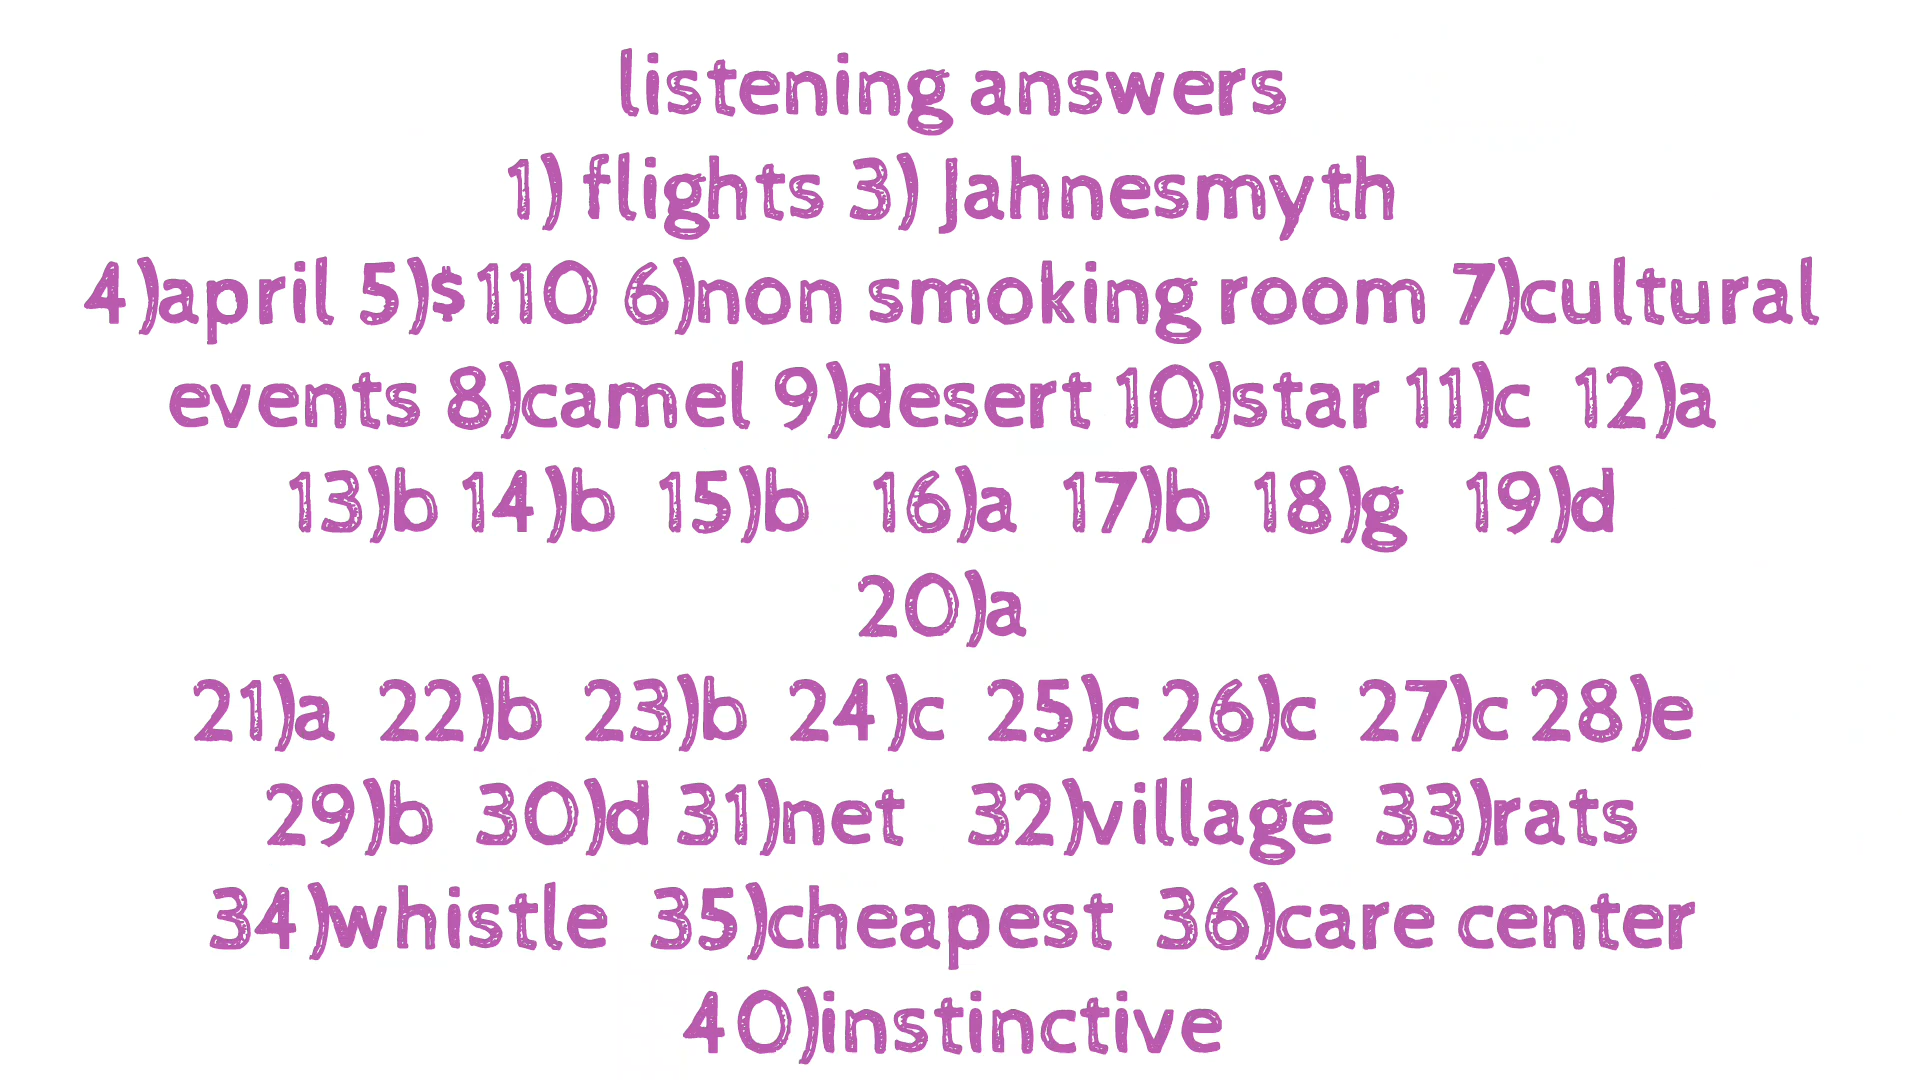 listening answers
1) flights 3) Jahnesmyth
4)april 5)$110 6)non smoking room 7)cultural
events 8)camel 9)desert 10)star 11)c 12)a
13)b 14)b 15)b 16)a 17)b 18)g 19)d
20)a
21)a 22)b 23)b 24)c 25)c 26)c 27)c 28)e
29)b 30)d 31)net 32)village 33)rats
34)whistle 35)cheapest 36)care center
40)instinctive